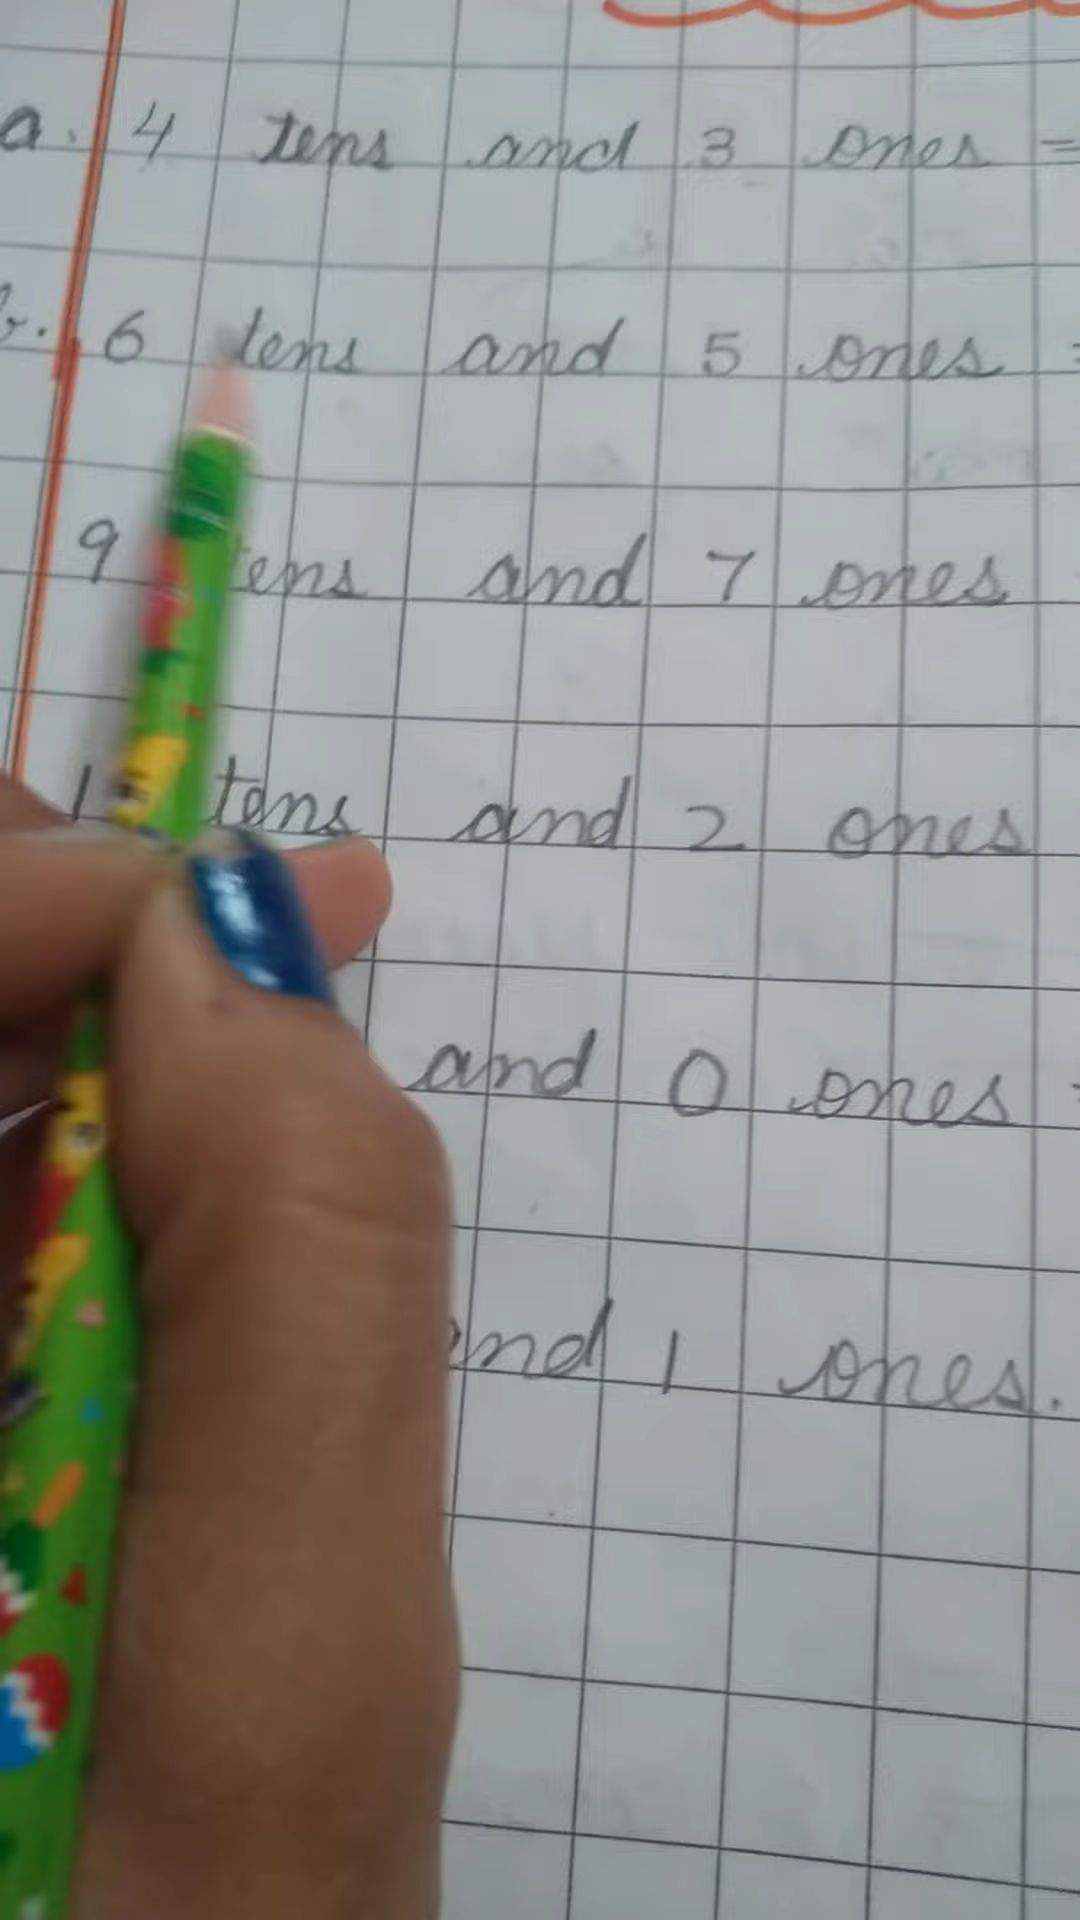 a. 4 tens and 3 ones =
b. 6 tens and 5 ones =
9 tens and 7 ones
1 tens and 2 ones
and 0 ones =
and 1 ones.